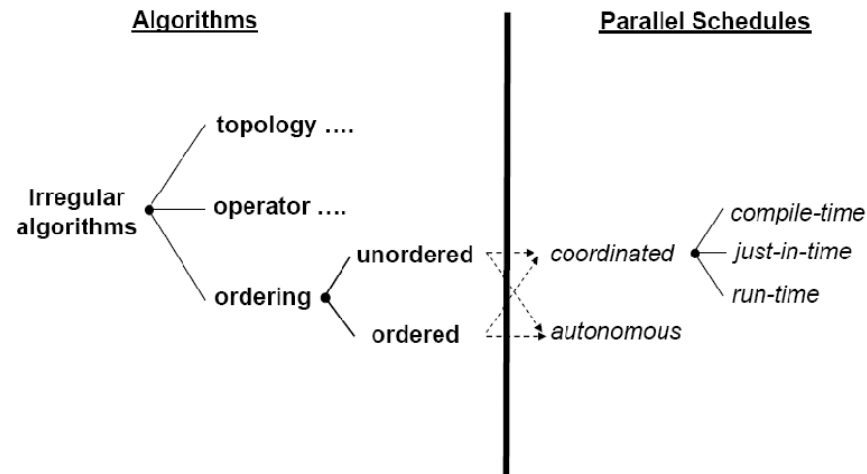 Algorithms
Parallel Schedules
topology ....
Irregular
algorithms
operator ....
ordering
unordered
ordered
coordinated
autonomous
compile-time
just-in-time
run-time